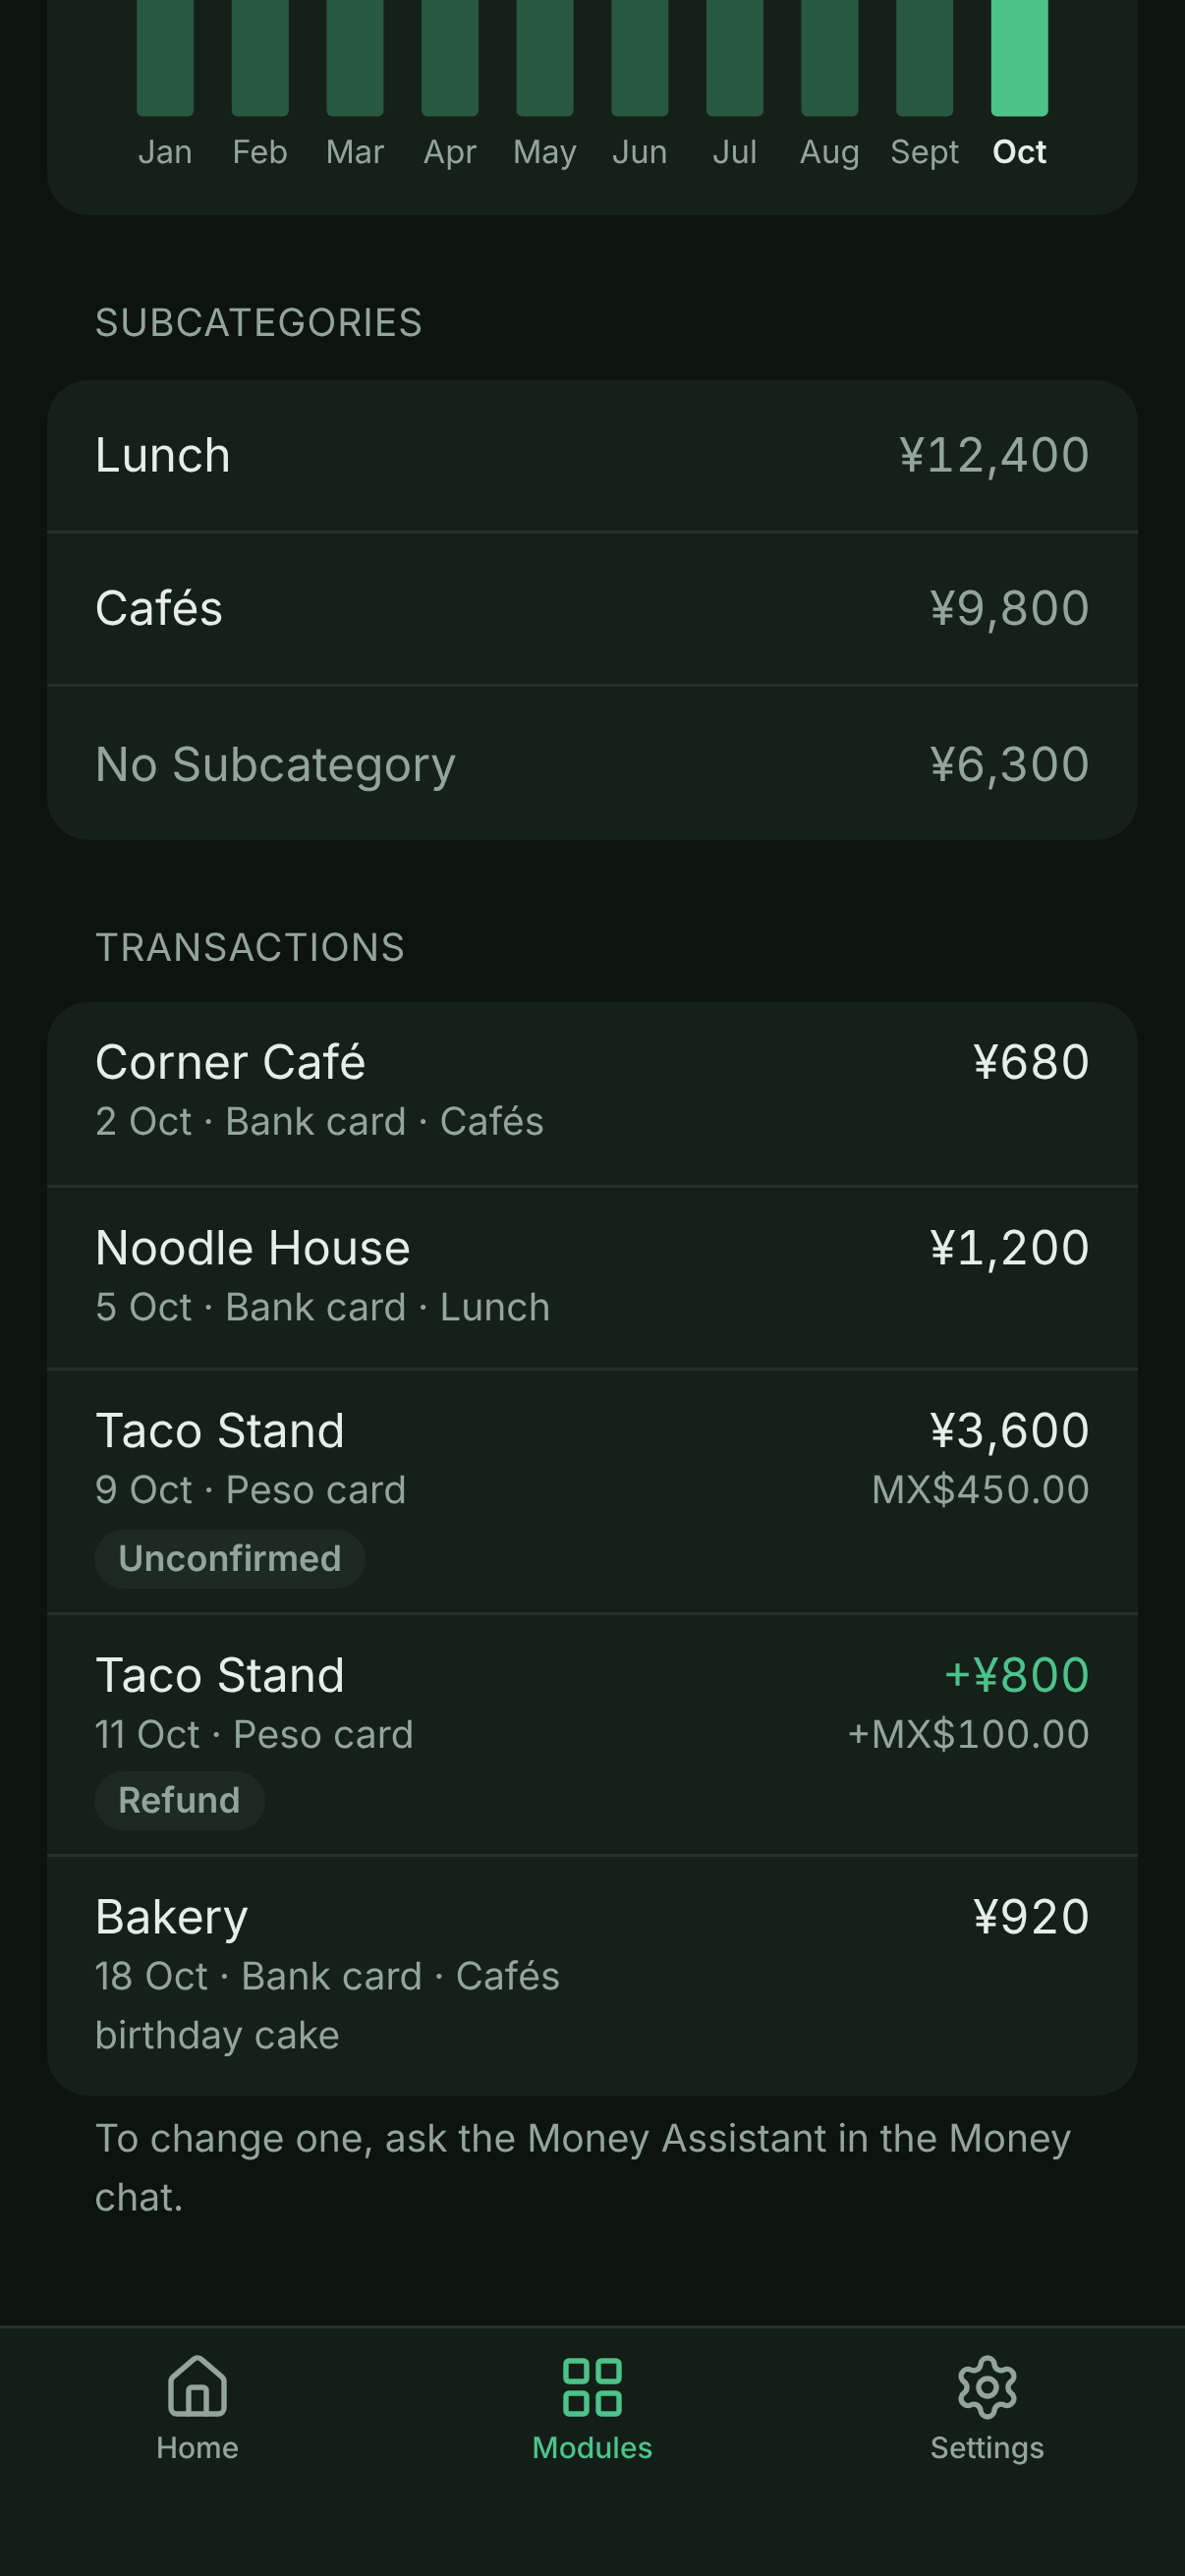 Jan Feb Mar Apr May Jun Jul Aug Sept Oct
SUBCATEGORIES
Lunch ¥12,400
Cafés ¥9,800
No Subcategory ¥6,300
TRANSACTIONS
Corner Café ¥680
2 Oct · Bank card · Cafés
Noodle House ¥1,200
5 Oct · Bank card · Lunch
Taco Stand ¥3,600
9 Oct · Peso card MX$450.00
Unconfirmed
Taco Stand +¥800
11 Oct · Peso card +MX$100.00
Refund
Bakery ¥920
18 Oct · Bank card · Cafés
birthday cake
To change one, ask the Money Assistant in the Money
chat.
Home Modules Settings